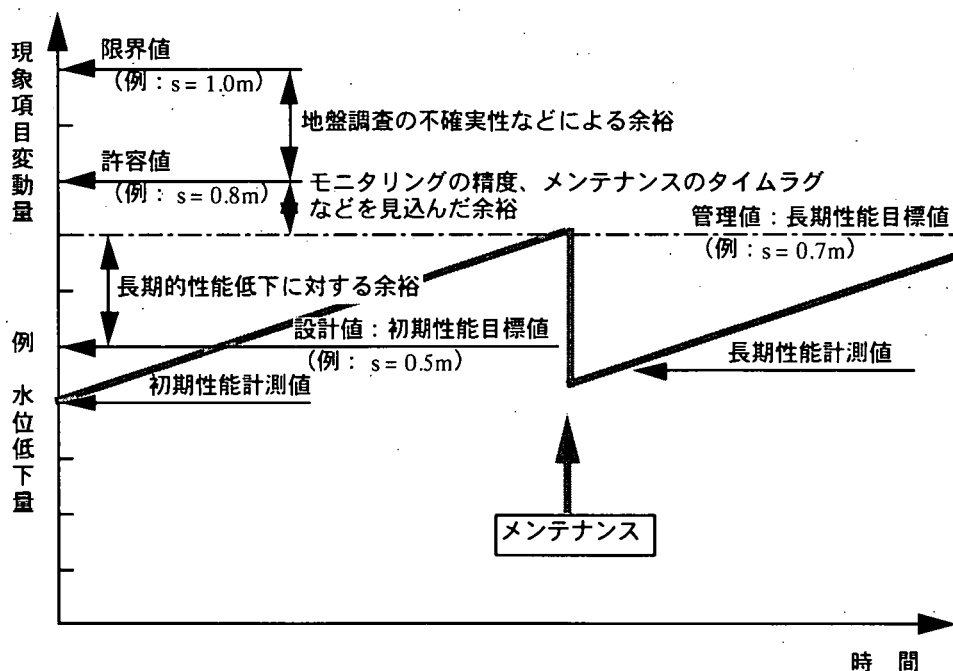 現象項目変動量
例 水位低下量
限界値
(例：s = 1.0m)
地盤調査の不確実性などによる余裕
許容値
(例：s = 0.8m)
モニタリングの精度、メンテナンスのタイムラグ
などを見込んだ余裕
管理値：長期性能目標値
(例：s = 0.7m)
長期的性能低下に対する余裕
設計値：初期性能目標値
(例： s = 0.5m)
長期性能計測値
初期性能計測値
メンテナンス
時 間